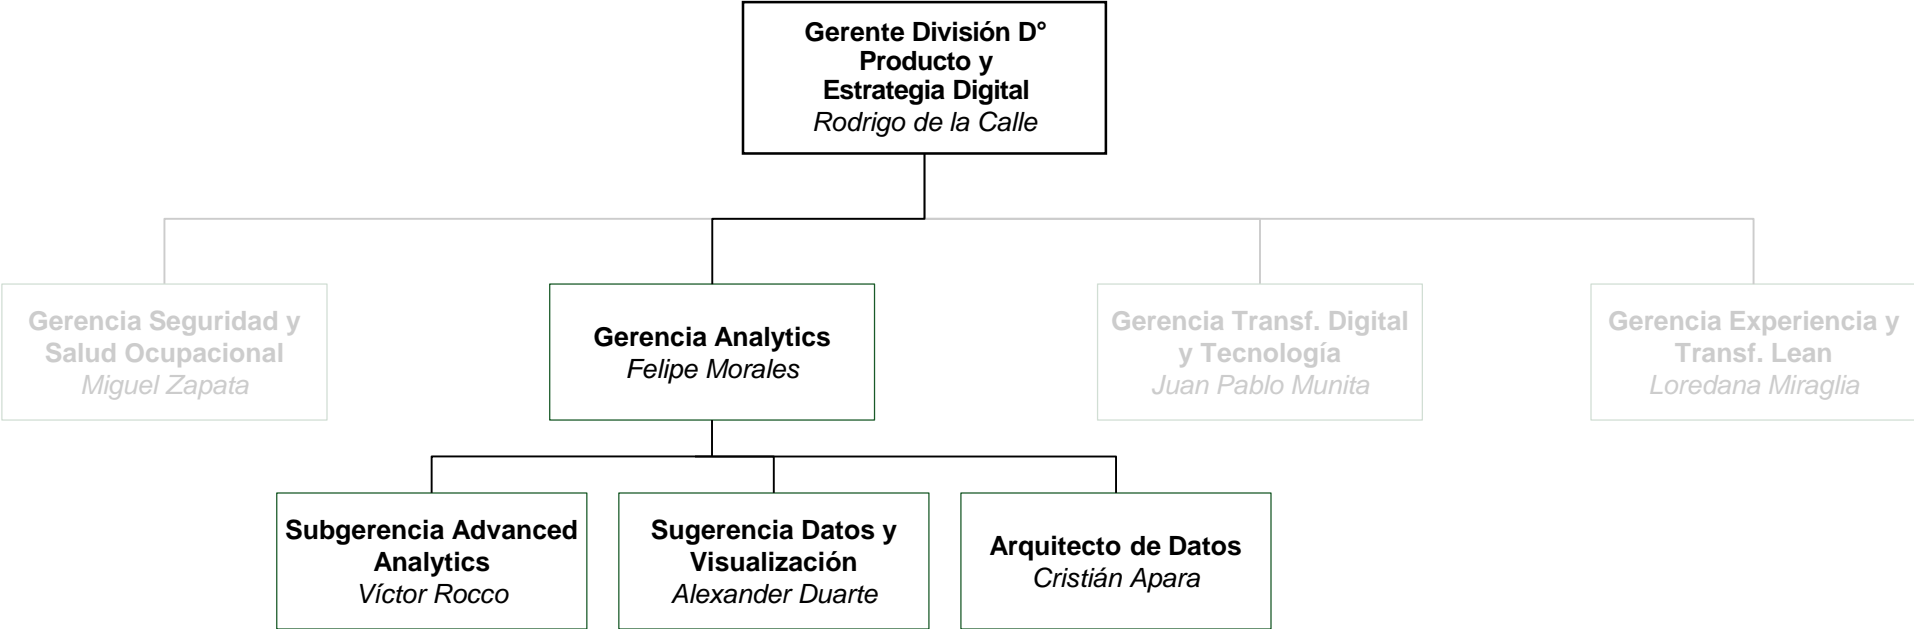 Gerente División D°
Producto y
Estrategia Digital
Rodrigo de la Calle
Gerencia Seguridad y
Salud Ocupacional
Miguel Zapata
Gerencia Analytics
Felipe Morales
Gerencia Transf. Digital
y Tecnología
Juan Pablo Munita
Gerencia Experiencia y
Transf. Lean
Loredana Miraglia
Subgerencia Advanced
Analytics
Víctor Rocco
Sugerencia Datos y
Visualización
Alexander Duarte
Arquitecto de Datos
Cristián Apara